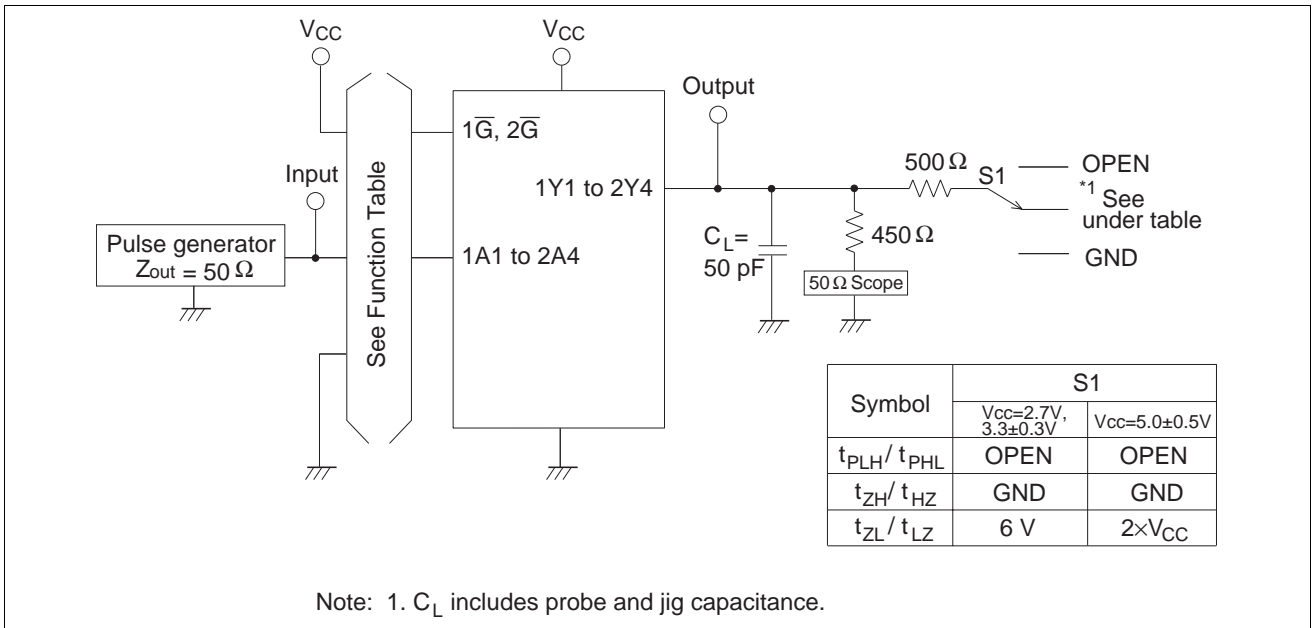 VCC
VCC
Output
1G̅, 2G̅
Input
See Function Table
1Y1 to 2Y4
500 Ω
S1
OPEN
*1 See
under table
GND
Pulse generator
Zout = 50 Ω
1A1 to 2A4
CL=
50 pF
450 Ω
50 Ω Scope
Symbol
S1
Vcc=2.7V,
3.3±0.3V
Vcc=5.0±0.5V
tPLH / tPHL OPEN OPEN
tZH / tHZ GND GND
tZL / tLZ 6 V 2×VCC
Note: 1. CL includes probe and jig capacitance.